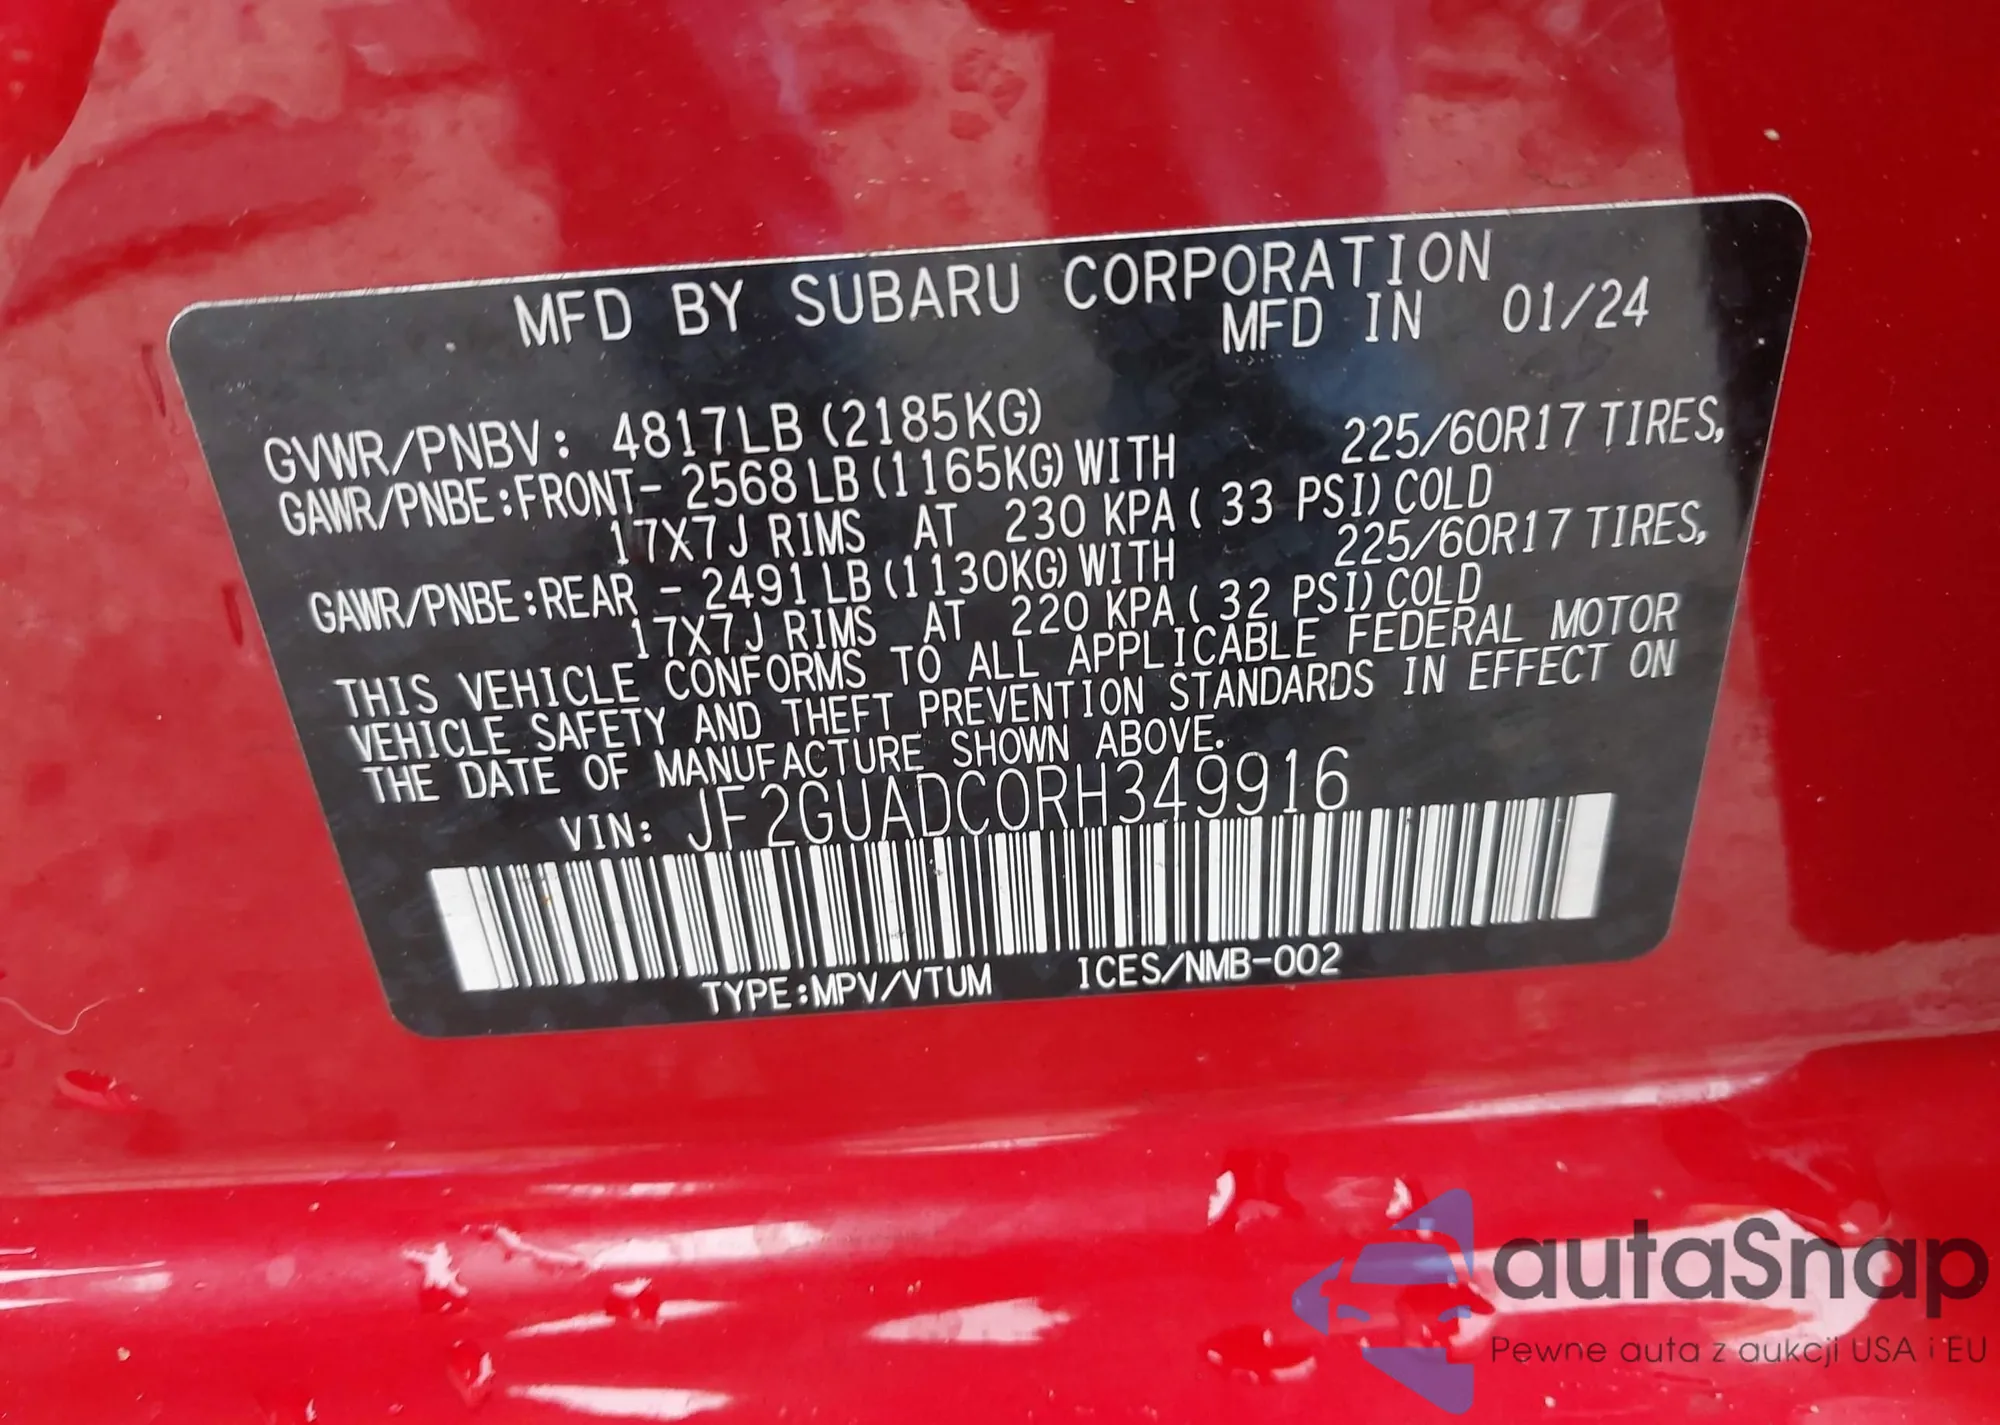 MFD BY SUBARU CORPORATION
MFD IN 01/24
GVWR/PNBV: 4817LB (2185KG)
GAWR/PNBE:FRONT- 2568LB (1165KG) WITH 225/60R17 TIRES,
17X7J RIMS AT 230 KPA ( 33 PSI) COLD
GAWR/PNBE:REAR - 2491LB (1130KG) WITH 225/60R17 TIRES,
17X7J RIMS AT 220 KPA ( 32 PSI) COLD
THIS VEHICLE CONFORMS TO ALL APPLICABLE FEDERAL MOTOR
VEHICLE SAFETY AND THEFT PREVENTION STANDARDS IN EFFECT ON
THE DATE OF MANUFACTURE SHOWN ABOVE.
VIN: JF2GUADC0RH349916
TYPE:MPV/VTUM ICES/NMB-002
autaSnap
Pewne auta z aukcji USA i EU